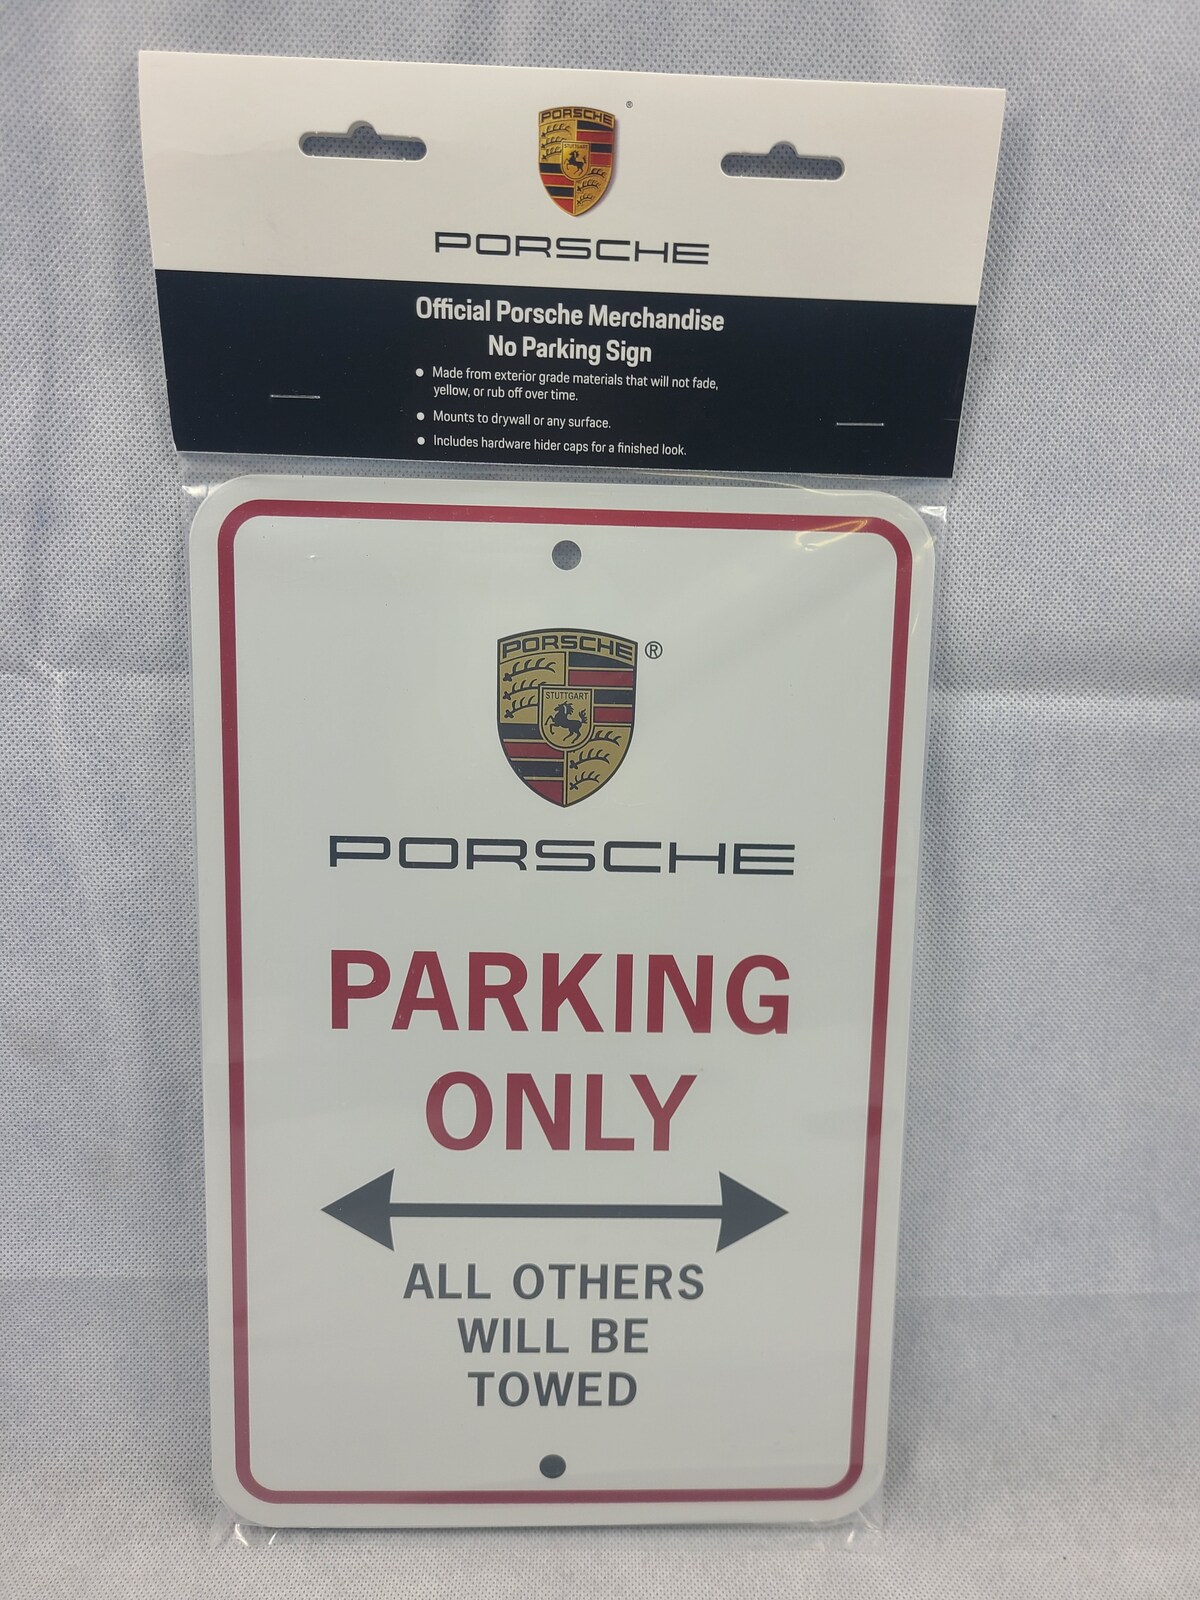 PORSCHE
STUTTGART
®
PORSCHE
Official Porsche Merchandise
No Parking Sign
• Made from exterior grade materials that will not fade,
yellow, or rub off over time.
• Mounts to drywall or any surface.
• Includes hardware hider caps for a finished look.
PORSCHE ®
STUTTGART
PORSCHE
PARKING
ONLY
ALL OTHERS
WILL BE
TOWED